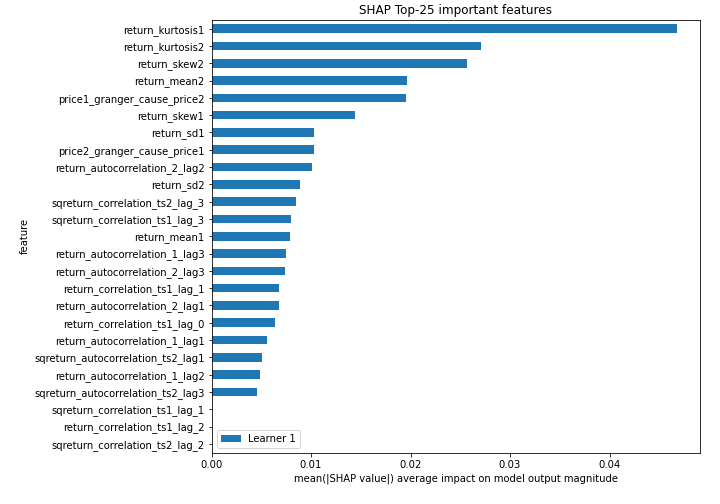 SHAP Top-25 important features
return_kurtosis1
return_kurtosis2
return_skew2
return_mean2
price1_granger_cause_price2
return_skew1
return_sd1
price2_granger_cause_price1
return_autocorrelation_2_lag2
return_sd2
sqreturn_correlation_ts2_lag_3
sqreturn_correlation_ts1_lag_3
return_mean1
return_autocorrelation_1_lag3
return_autocorrelation_2_lag3
return_correlation_ts1_lag_1
return_autocorrelation_2_lag1
return_correlation_ts1_lag_0
return_autocorrelation_1_lag1
sqreturn_autocorrelation_ts2_lag1
return_autocorrelation_1_lag2
sqreturn_autocorrelation_ts2_lag3
sqreturn_correlation_ts1_lag_1
return_correlation_ts1_lag_2
sqreturn_correlation_ts2_lag_2
feature
Learner 1
0.00 0.01 0.02 0.03 0.04
mean(|SHAP value|) average impact on model output magnitude